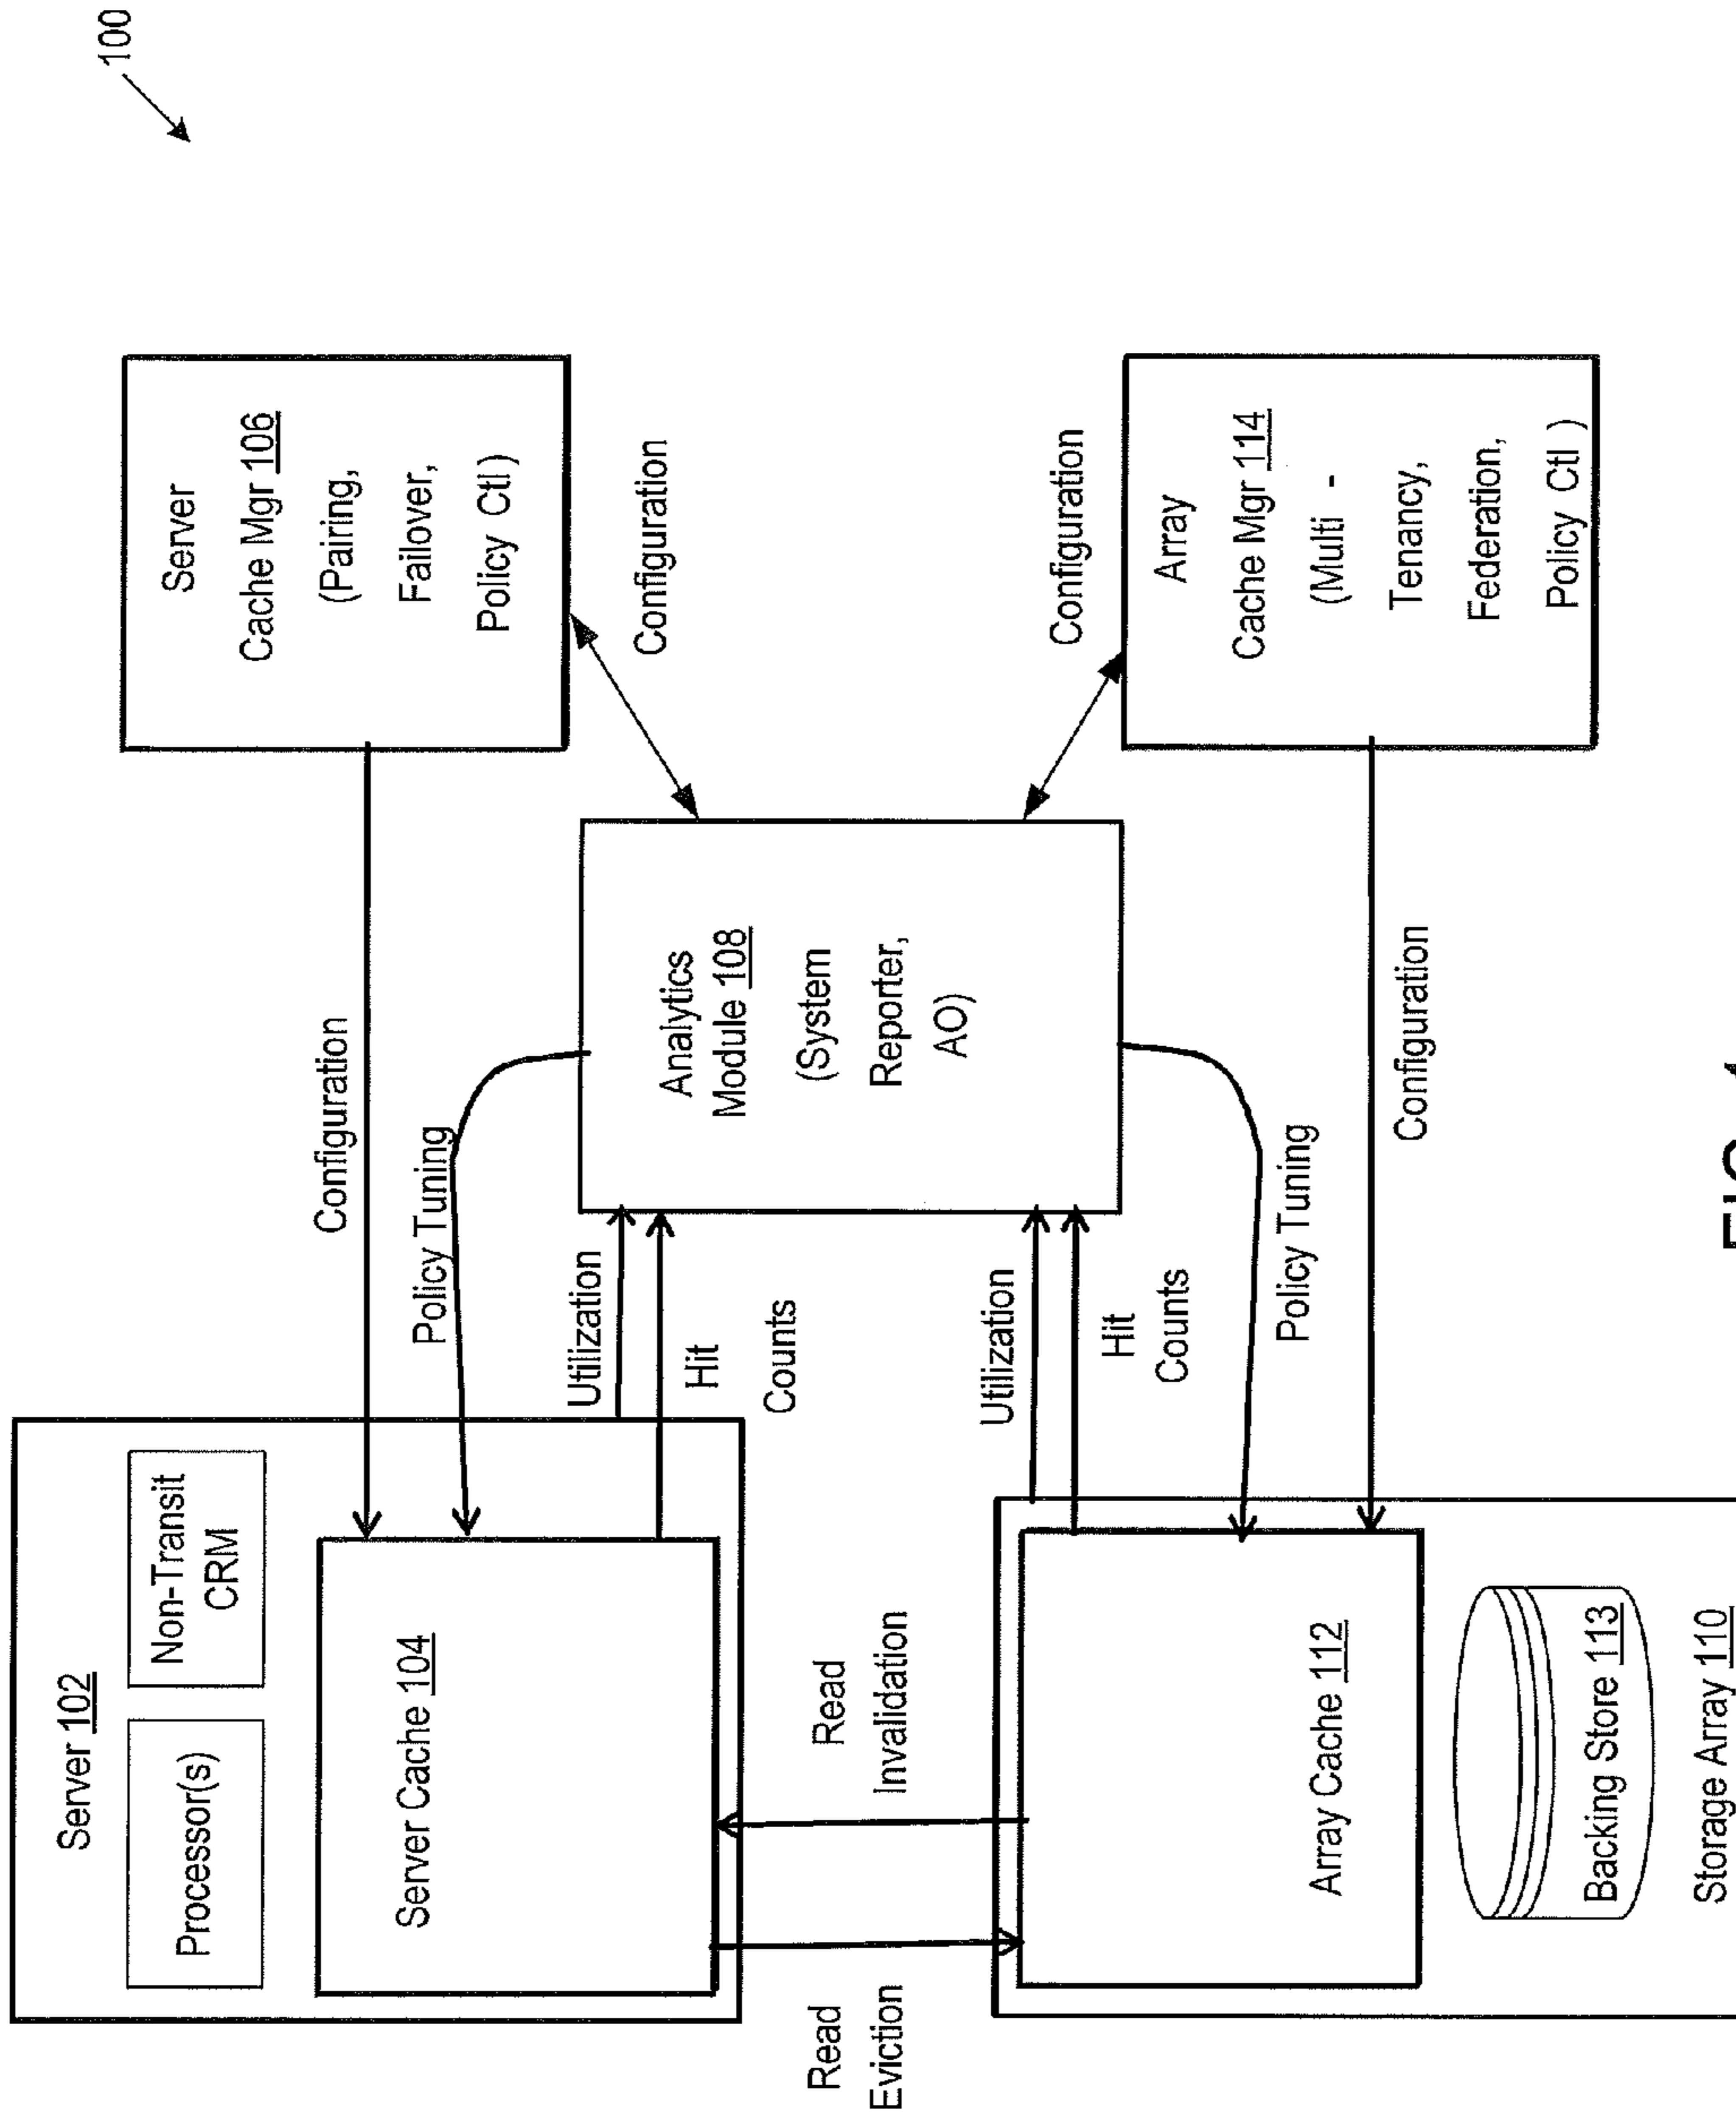 100
Server 102
Processor(s)
Non-Transit
CRM
Server Cache 104
Configuration
Policy Tuning
Utilization
Hit
Counts
Server
Cache Mgr 106
(Pairing,
Failover,
Policy Ctl )
Configuration
Analytics
Module 108
(System
Reporter,
AO)
Read
Eviction
Read
Invalidation
Utilization
Hit
Counts
Policy Tuning
Configuration
Configuration
Array
Cache Mgr 114
(Multi -
Tenancy,
Federation,
Policy Ctl )
Array Cache 112
Backing Store 113
Storage Array 110